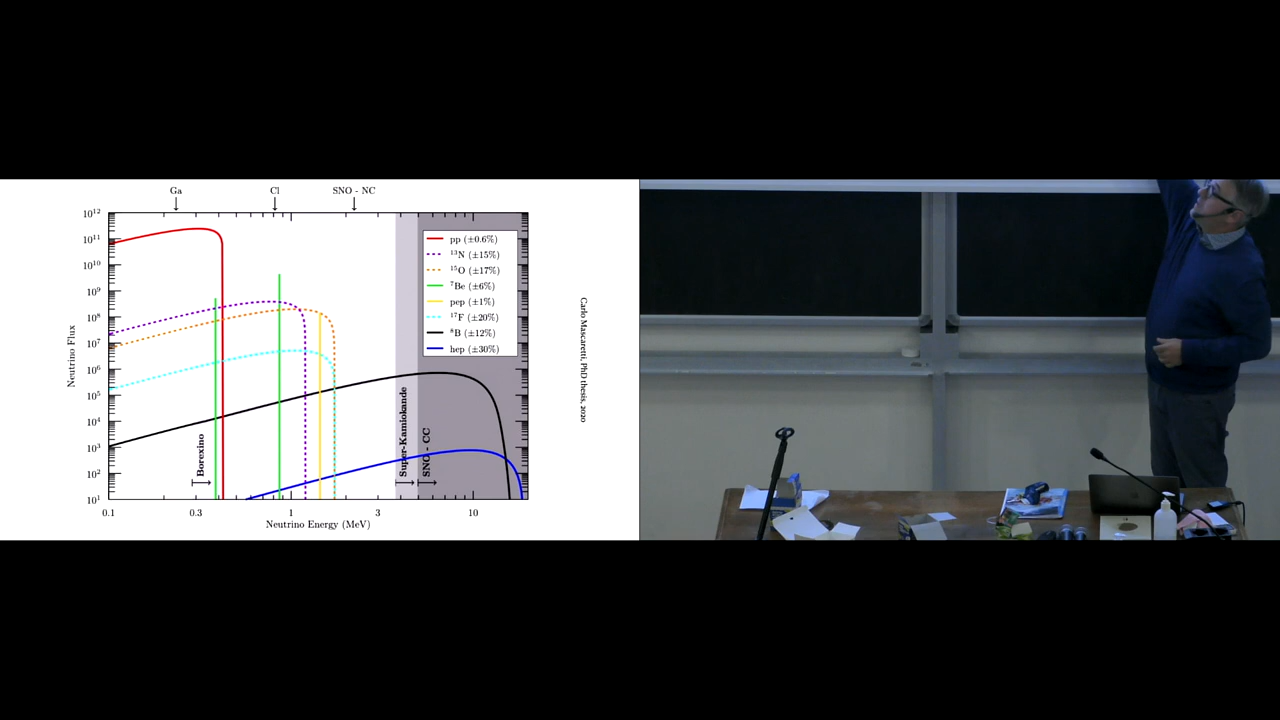 Ga Cl SNO - NC
10¹²
10¹¹
10¹⁰
10⁹
10⁸
10⁷
10⁶
10⁵
10⁴
10³
10²
10¹
Neutrino Flux
pp (±0.6%)
¹³N (±15%)
¹⁵O (±17%)
⁷Be (±6%)
pep (±1%)
¹⁷F (±20%)
⁸B (±12%)
hep (±30%)
Borexino
Super-Kamiokande
SNO - CC
0.1 0.3 1 3 10
Neutrino Energy (MeV)
Carlo Mascaretti, PhD thesis, 2020